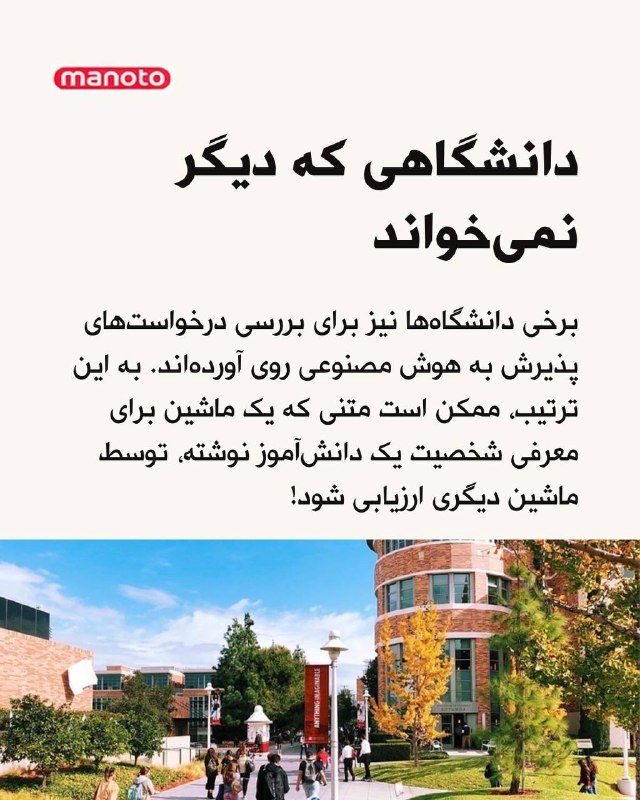 manoto
دانشگاهی که دیگر
نمی‌خواند
برخی دانشگاه‌ها نیز برای بررسی درخواست‌های
پذیرش به هوش مصنوعی روی آورده‌اند. به این
ترتیب، ممکن است متنی که یک ماشین برای
معرفی شخصیت یک دانش‌آموز نوشته، توسط
ماشین دیگری ارزیابی شود!
ANYTHING IMAGINABLE